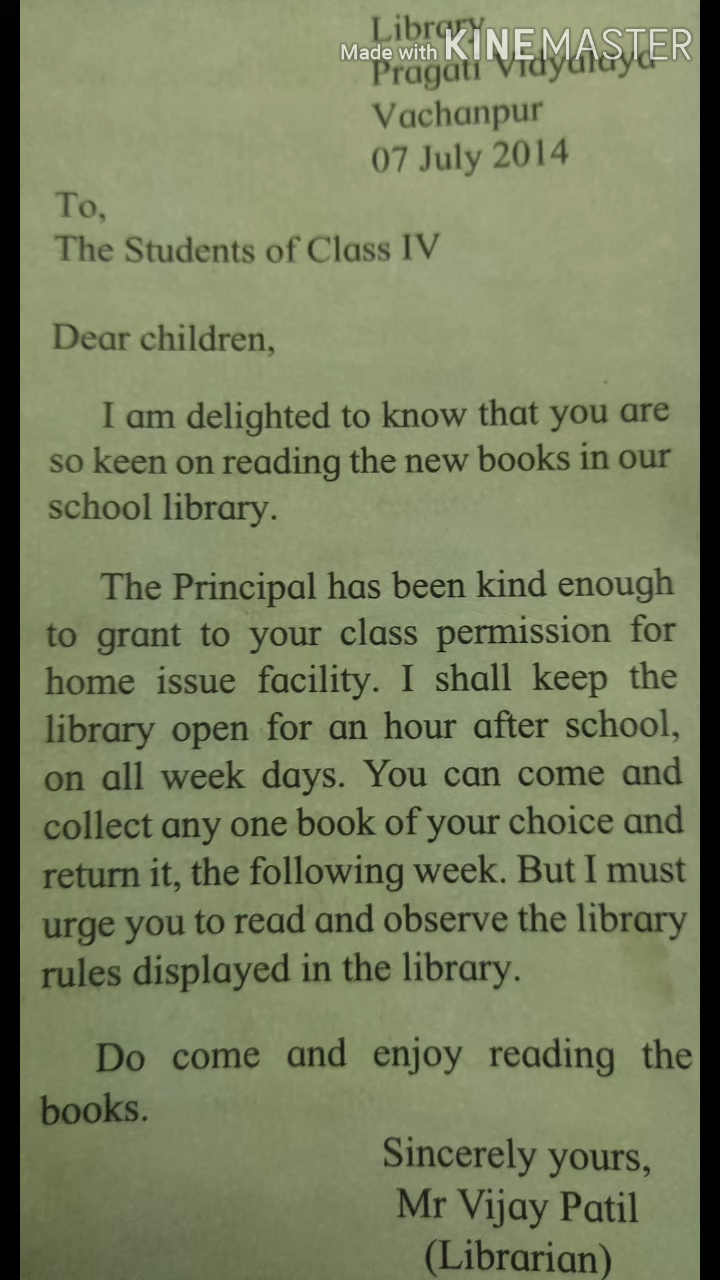 Library
Made with KINEMASTER
Pragati Vidyalaya
Vachanpur
07 July 2014
To,
The Students of Class IV
Dear children,
I am delighted to know that you are
so keen on reading the new books in our
school library.
The Principal has been kind enough
to grant to your class permission for
home issue facility. I shall keep the
library open for an hour after school,
on all week days. You can come and
collect any one book of your choice and
return it, the following week. But I must
urge you to read and observe the library
rules displayed in the library.
Do come and enjoy reading the
books.
Sincerely yours,
Mr Vijay Patil
(Librarian)